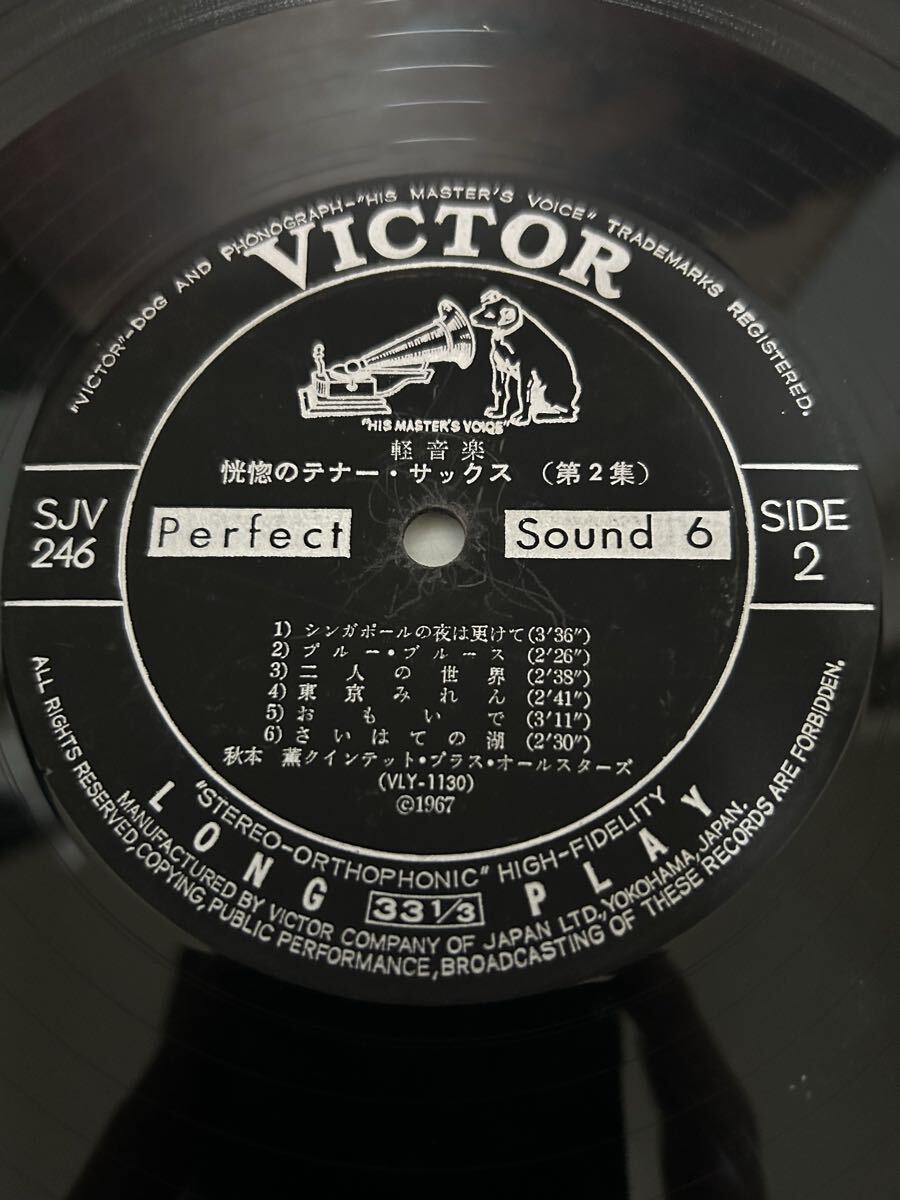 "VICTOR"–DOG AND PHONOGRAPH–"HIS MASTER'S VOICE" TRADEMARKS REGISTERED.
VICTOR
"HIS MASTER'S VOICE"
軽音楽
恍惚のテナー・サックス （第2集）
SJV
246
Perfect Sound 6
SIDE
2
1) シンガポールの夜は更けて (3'36")
2) ブルー・ブルース (2'26")
3) 二人の世界 (2'38")
4) 東京みれん (2'41")
5) おもいで (3'11")
6) さいはての湖 (2'30")
秋本 薫クインテット・プラス・オールスターズ
(VLY-1130)
©1967
"STEREO-ORTHOPHONIC" HIGH-FIDELITY
LONG 33 1/3 PLAY
MANUFACTURED BY VICTOR COMPANY OF JAPAN LTD., YOKOHAMA, JAPAN.
ALL RIGHTS RESERVED, COPYING, PUBLIC PERFORMANCE, BROADCASTING OF THESE RECORDS ARE FORBIDDEN.